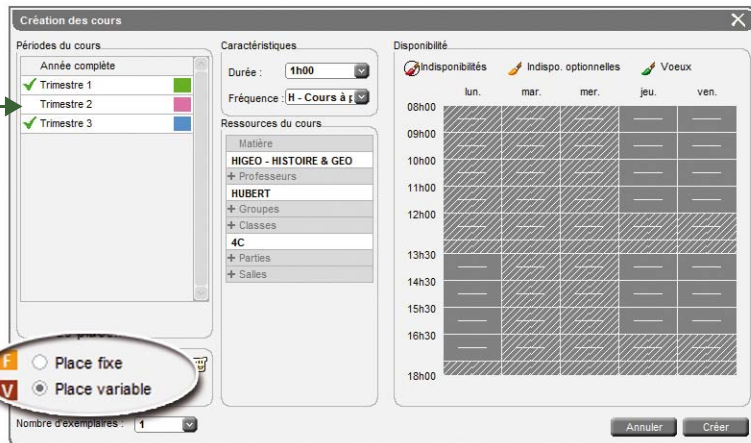 Création des cours
Périodes du cours
Année complète
Trimestre 1
Trimestre 2
Trimestre 3
F Place fixe
V Place variable
Nombre d'exemplaires : 1
Caractéristiques
Durée : 1h00
Fréquence : H - Cours à
Ressources du cours
Matière
HIGEO - HISTOIRE & GEO
+ Professeurs
HUBERT
+ Groupes
+ Classes
4C
+ Parties
+ Salles
Disponibilité
Indisponibilités Indispo. optionnelles Voeux
lun. mar. mer. jeu. ven.
08h00
09h00
10h00
11h00
12h00
13h30
14h30
15h30
16h30
18h00
Annuler Créer